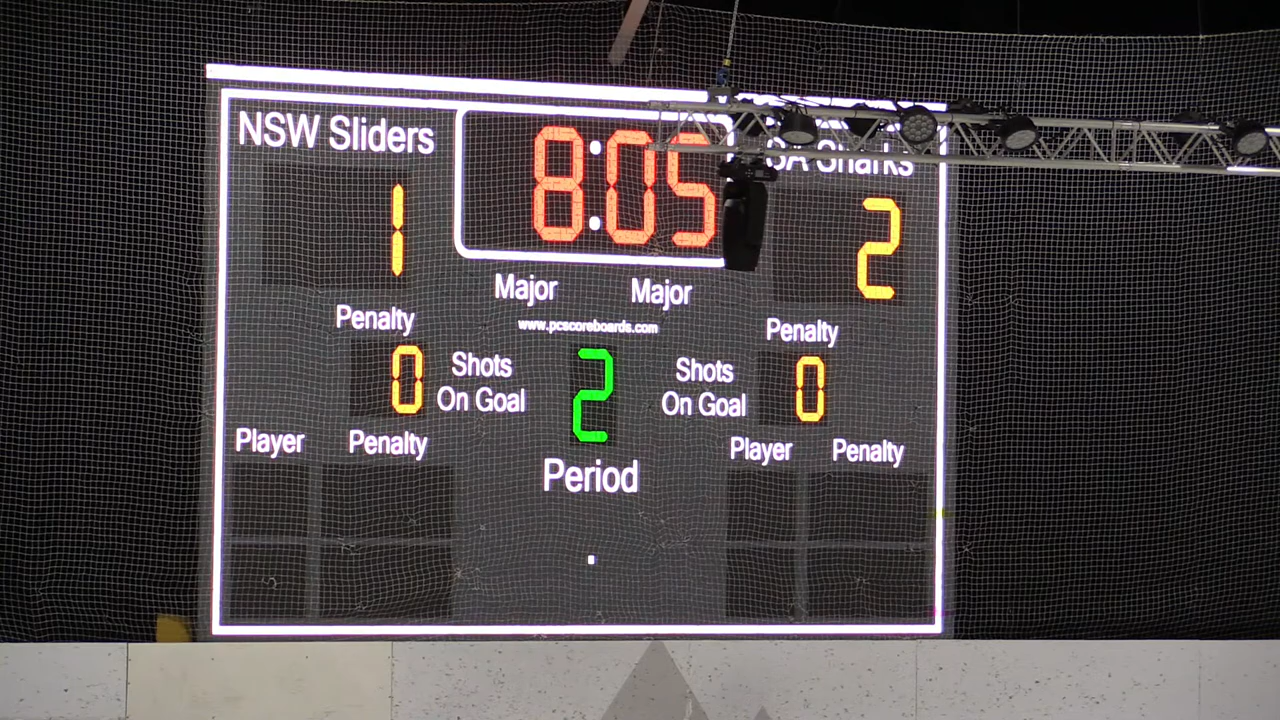 NSW Sliders
8:05
SA Sharks
1
2
Major Major
Penalty
www.pcscoreboards.com
Penalty
0
Shots
On Goal
2
Shots
On Goal
0
Player Penalty
Period
Player Penalty